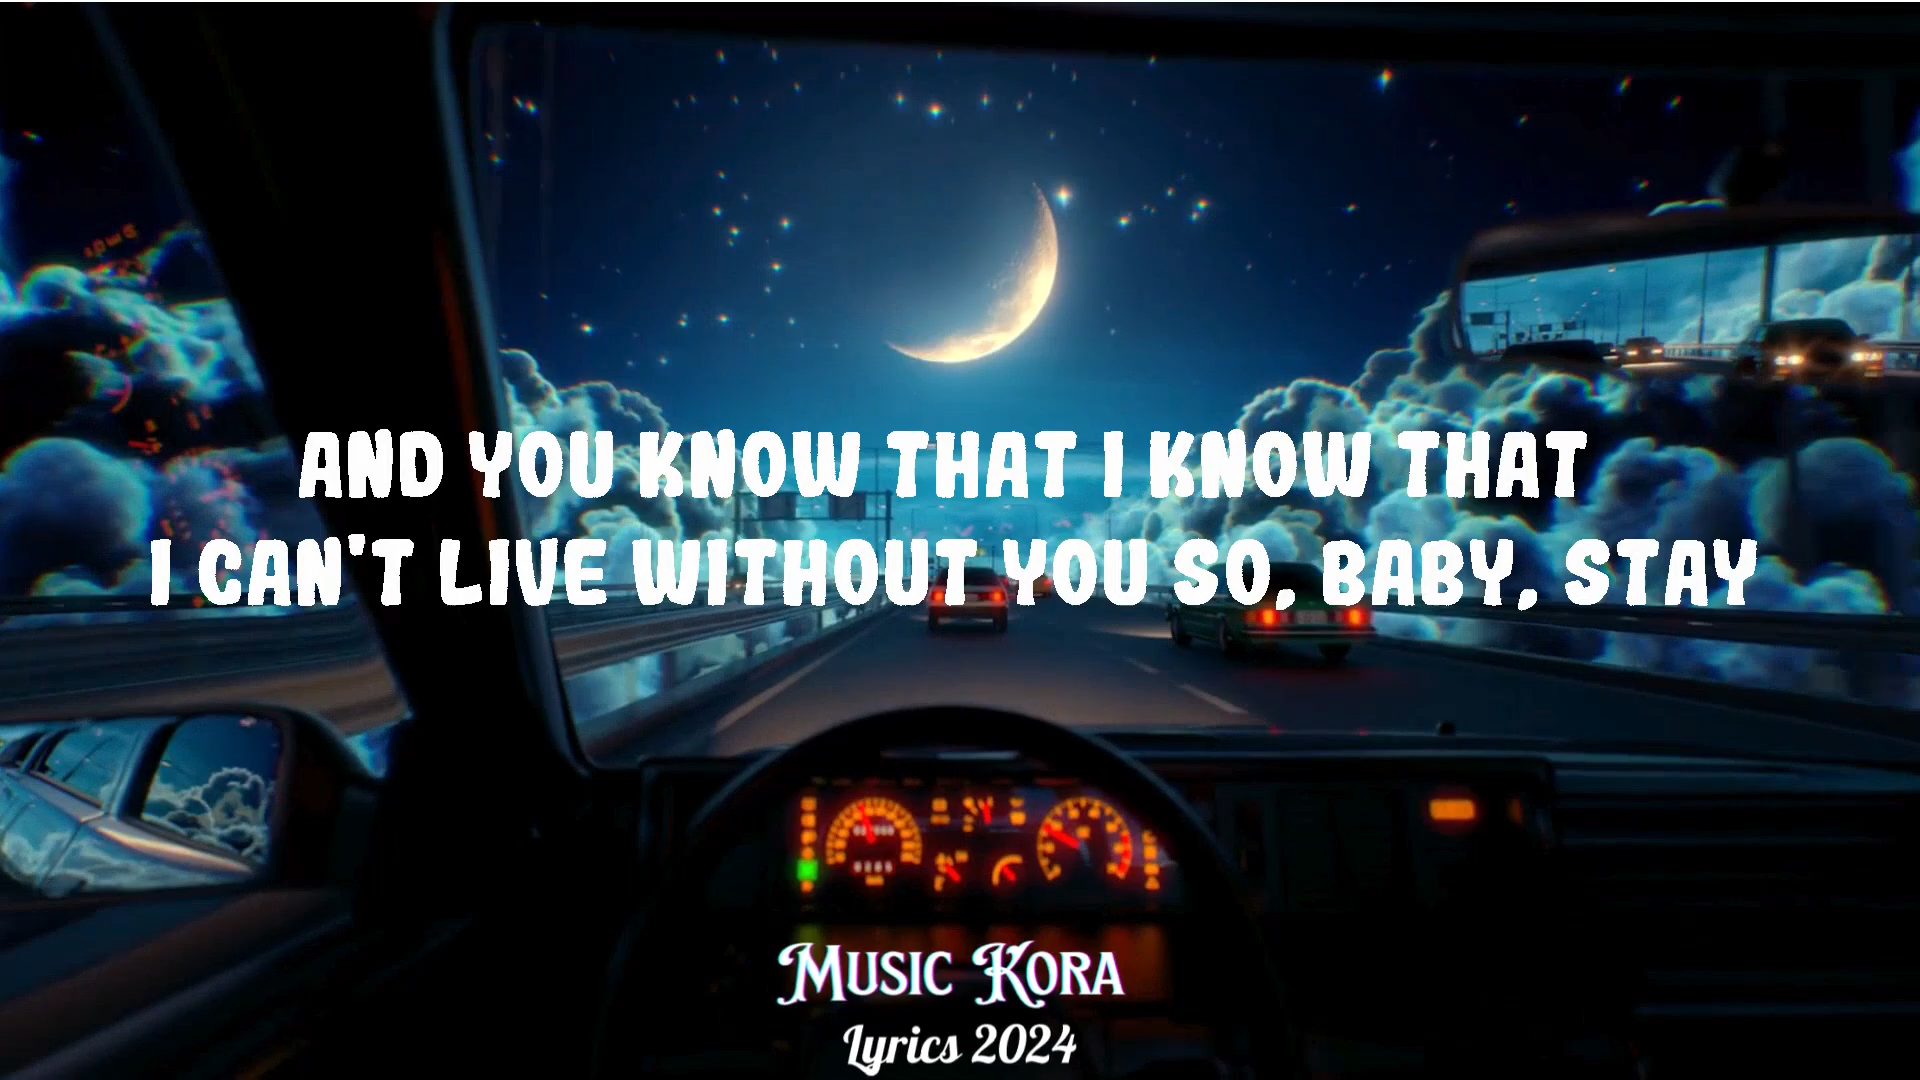 AND YOU KNOW THAT I KNOW THAT
I CAN'T LIVE WITHOUT YOU SO, BABY, STAY
MUSIC KORA
Lyrics 2024